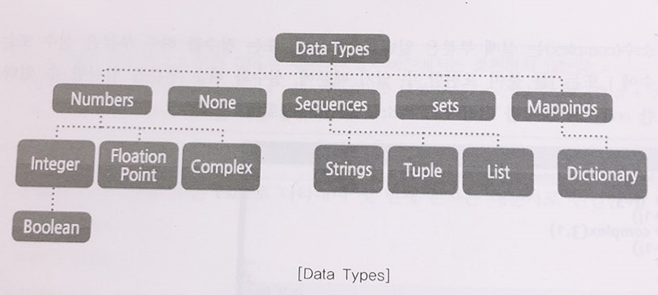 Data Types
Numbers
None
Sequences
sets
Mappings
Integer
Floation
Point
Complex
Strings
Tuple
List
Dictionary
Boolean
[Data Types]